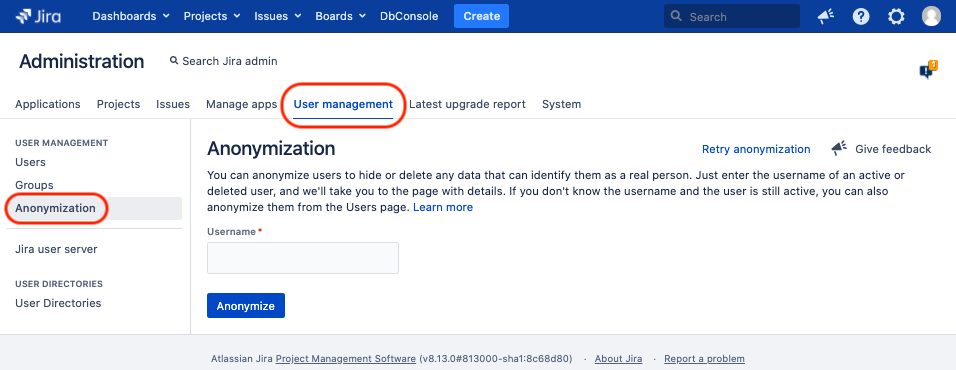 Jira Dashboards Projects Issues Boards DbConsole Create Search
Administration Search Jira admin
1
Applications Projects Issues Manage apps User management Latest upgrade report System
USER MANAGEMENT
Users
Groups
Anonymization
Jira user server
USER DIRECTORIES
User Directories
Anonymization Retry anonymization Give feedback
You can anonymize users to hide or delete any data that can identify them as a real person. Just enter the username of an active or
deleted user, and we'll take you to the page with details. If you don't know the username and the user is still active, you can also
anonymize them from the Users page. Learn more
Username*
Anonymize
Atlassian Jira Project Management Software (v8.13.0#813000-sha1:8c68d80) · About Jira · Report a problem